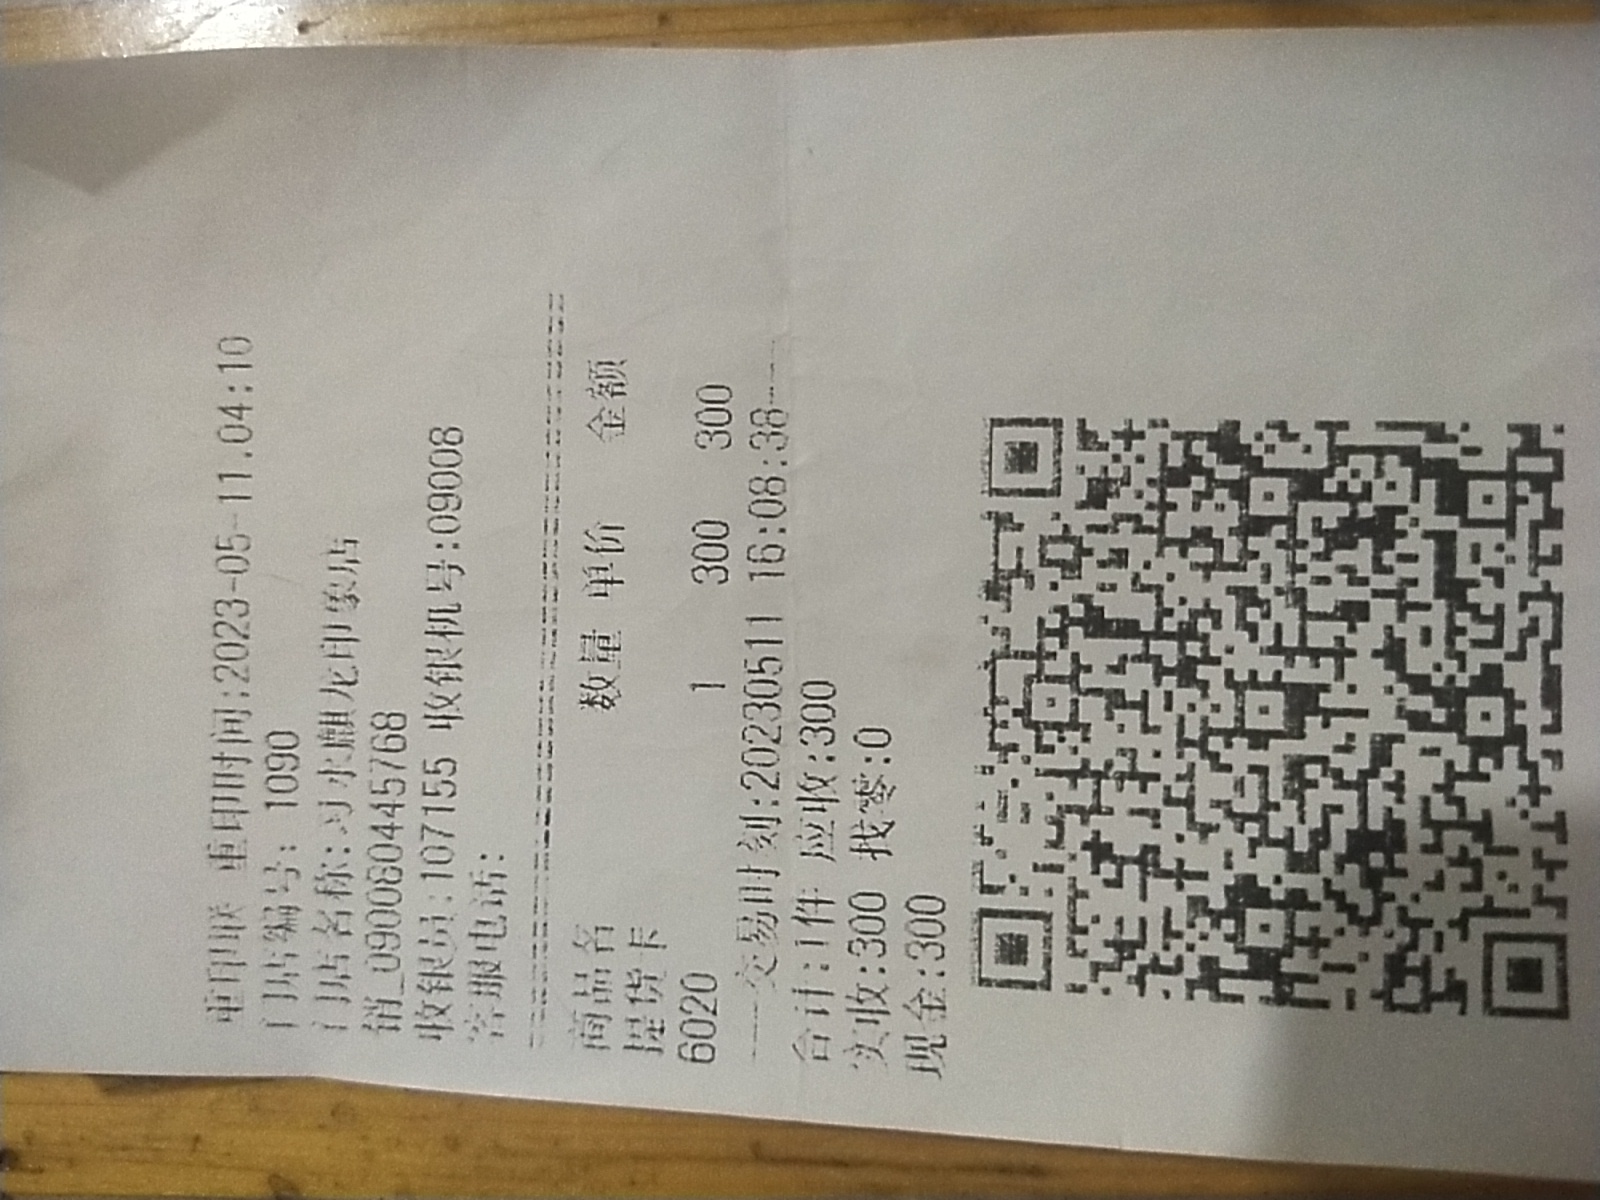 重印联 重印时间:2023-05-11.04:10
门店编号: 1090
门店名称:习水麒龙印象店
销_0900804445768
收银员:107155 收银机号:09008
客服电话:
商品名 数量 单价 金额
提货卡
6020 1 300 300
---交易时刻:20230511 16:08:38---
合计:1件 应收:300
实收:300 找零:0
现金:300